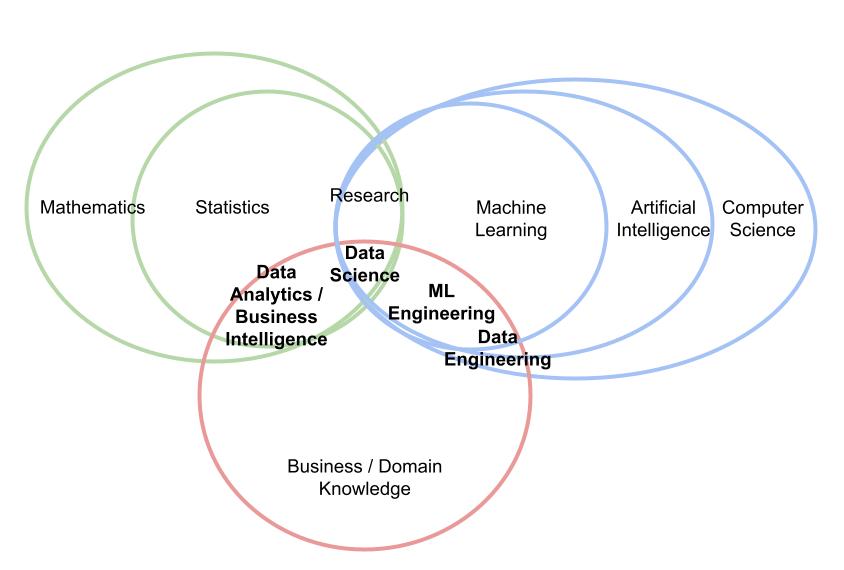 Mathematics
Statistics
Research
Machine
Learning
Artificial
Intelligence
Computer
Science
Data
Science
Data
Analytics /
Business
Intelligence
ML
Engineering
Data
Engineering
Business / Domain
Knowledge